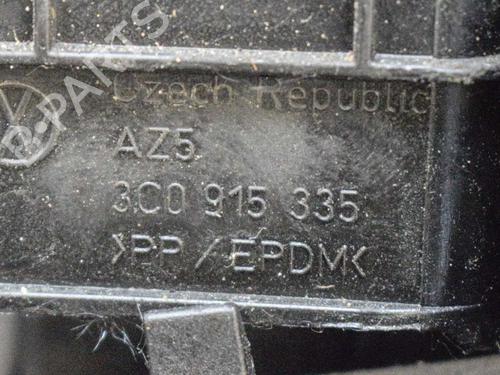 Czech Republic
AZ5
3C0 915 335
>PP/EPDM<